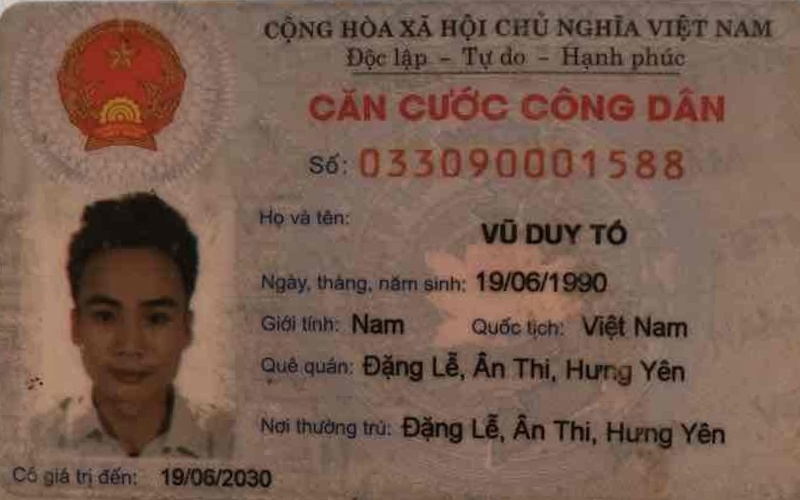 CỘNG HÒA XÃ HỘI CHỦ NGHĨA VIỆT NAM
Độc lập - Tự do - Hạnh phúc
CĂN CƯỚC CÔNG DÂN
Số: 033090001588
Họ và tên:
VŨ DUY TÓ
Ngày, tháng, năm sinh: 19/06/1990
Giới tính: Nam Quốc tịch: Việt Nam
Quê quán: Đặng Lễ, Ân Thi, Hưng Yên
Nơi thường trú: Đặng Lễ, Ân Thi, Hưng Yên
Có giá trị đến: 19/06/2030